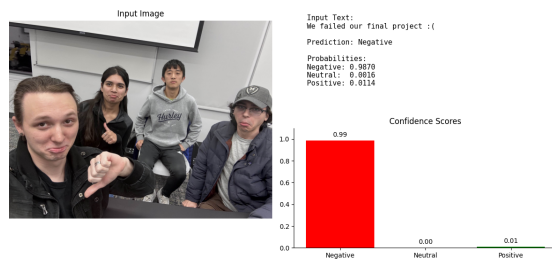 Input Image
Hurley
Input Text:
We failed our final project :(
Prediction: Negative
Probabilities:
Negative: 0.9870
Neutral:  0.0016
Positive: 0.0114
Confidence Scores
1.0
0.8
0.6
0.4
0.2
0.0
0.99
0.00
0.01
Negative
Neutral
Positive